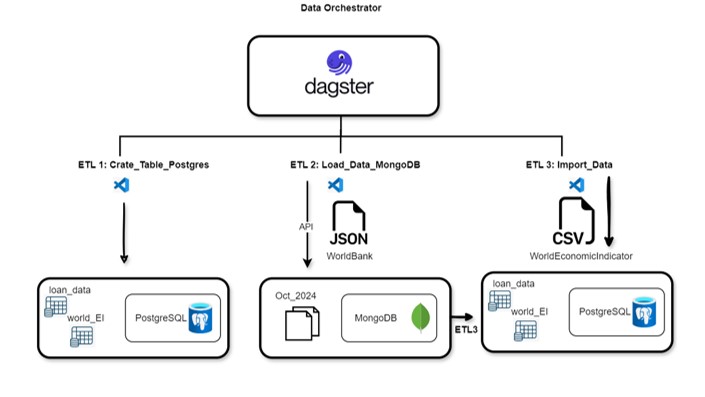 Data Orchestrator
dagster
ETL 1: Crate_Table_Postgres
ETL 2: Load_Data_MongoDB
ETL 3: Import_Data
API
JSON
WorldBank
CSV
WorldEconomicIndicator
loan_data
world_EI
PostgreSQL
Oct_2024
MongoDB
ETL3
loan_data
world_EI
PostgreSQL